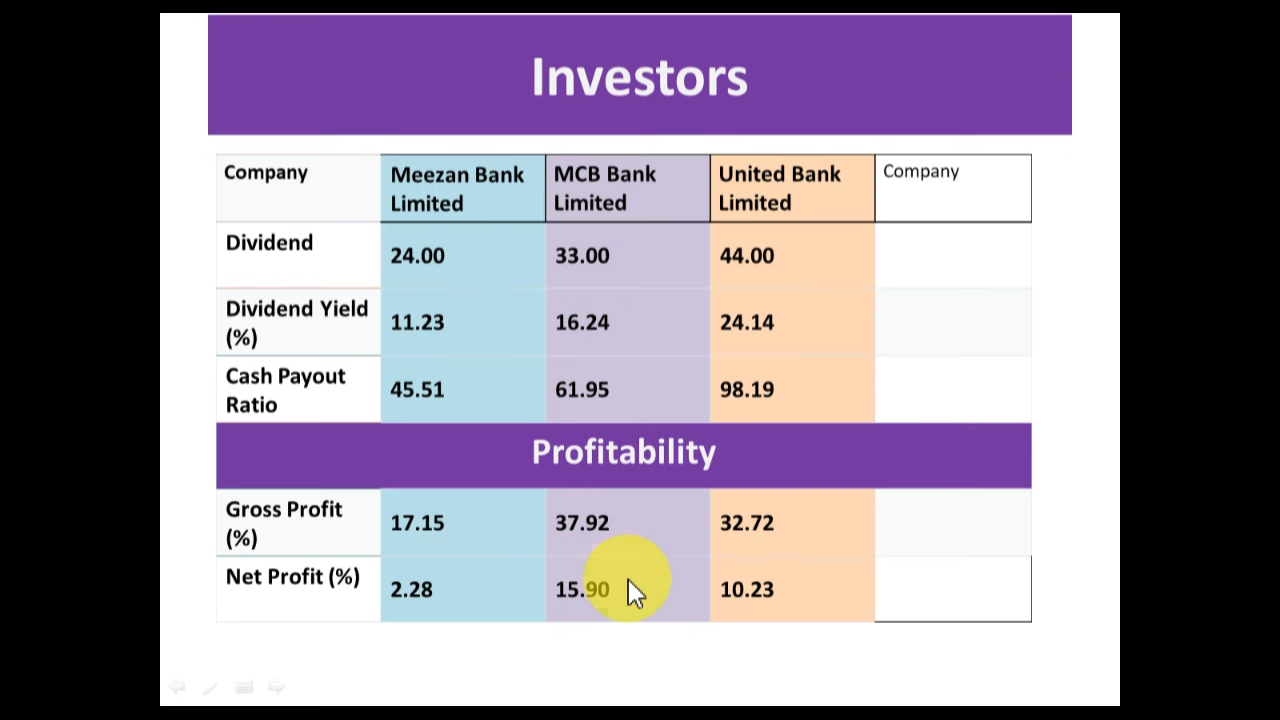 Investors
Company Meezan Bank Limited MCB Bank Limited United Bank Limited Company
Dividend 24.00 33.00 44.00
Dividend Yield (%) 11.23 16.24 24.14
Cash Payout Ratio 45.51 61.95 98.19
Profitability
Gross Profit (%) 17.15 37.92 32.72
Net Profit (%) 2.28 15.90 10.23